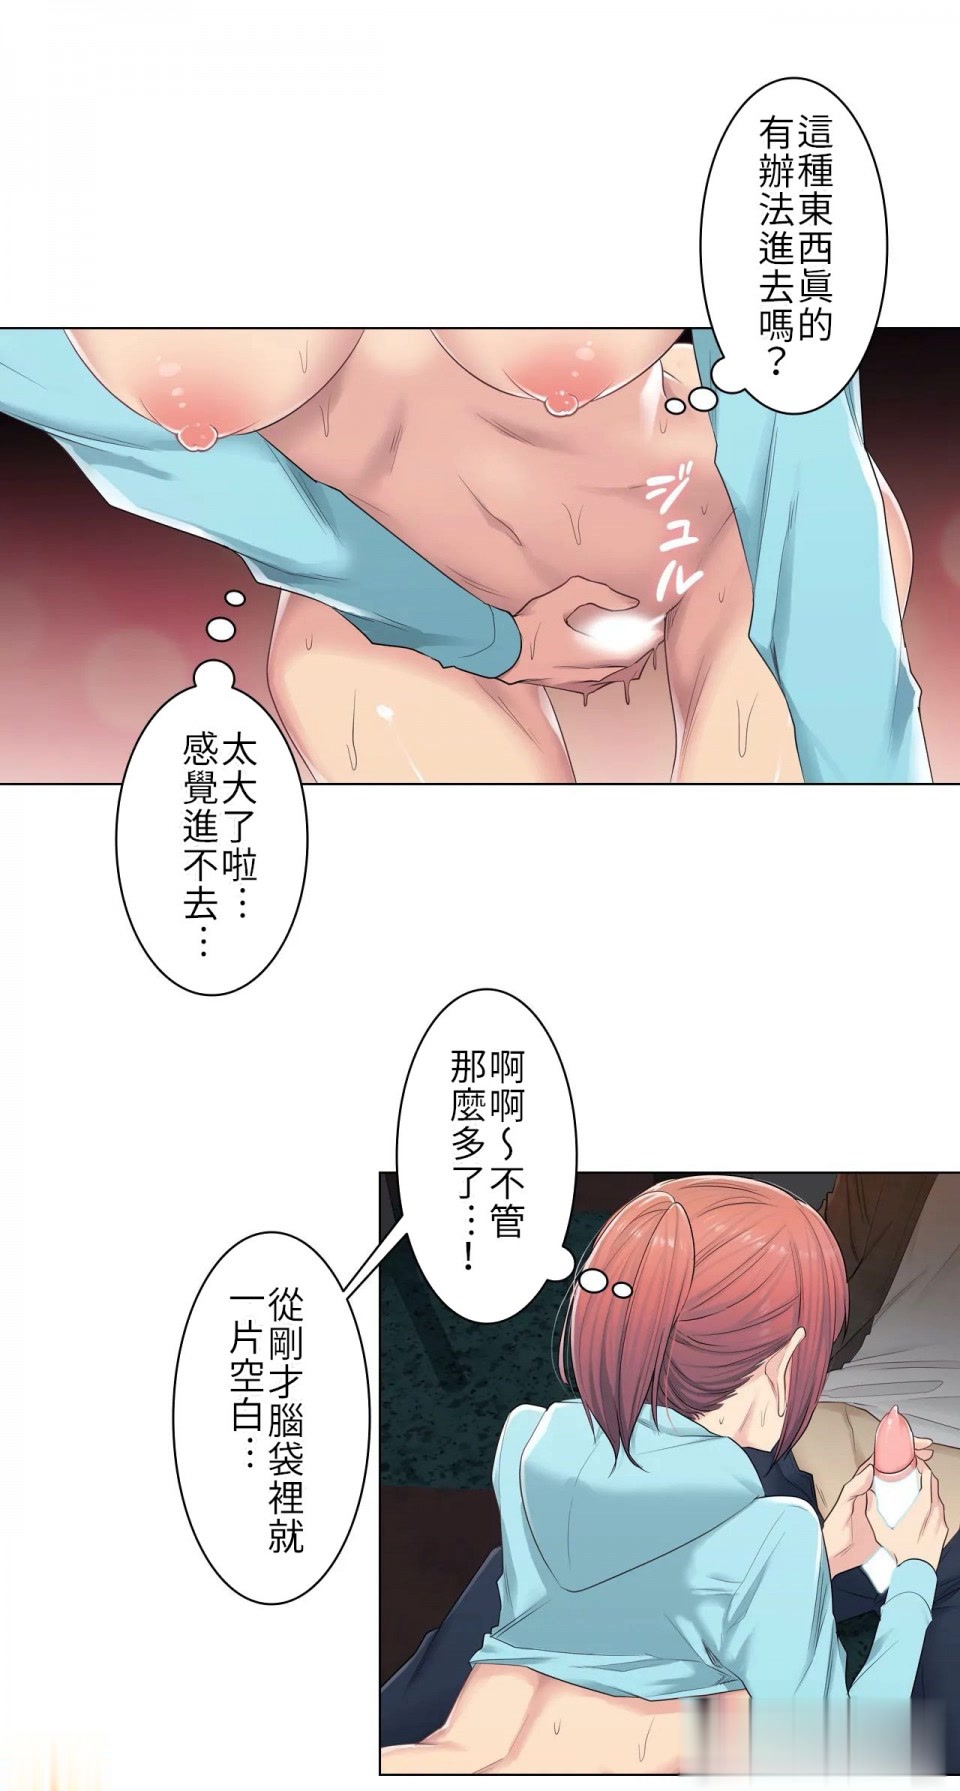 這種東西眞的
有辦法進去嗎？
ジュル
太大了啦…
感覺進不去…
啊啊～不管
那麼多了…！
從剛才腦袋裡就
一片空白…